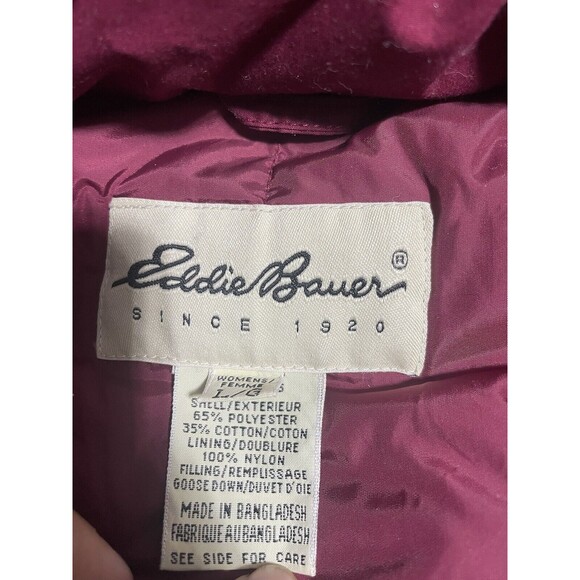 Eddie Bauer ®
SINCE 1920
WOMENS/
FEMME
L/G
SHELL/EXTERIEUR
65% POLYESTER
35% COTTON/COTON
LINING/DOUBLURE
100% NYLON
FILLING/REMPLISSAGE
GOOSE DOWN/DUVET D'OIE
MADE IN BANGLADESH
FABRIQUE AU BANGLADESH
SEE SIDE FOR CARE